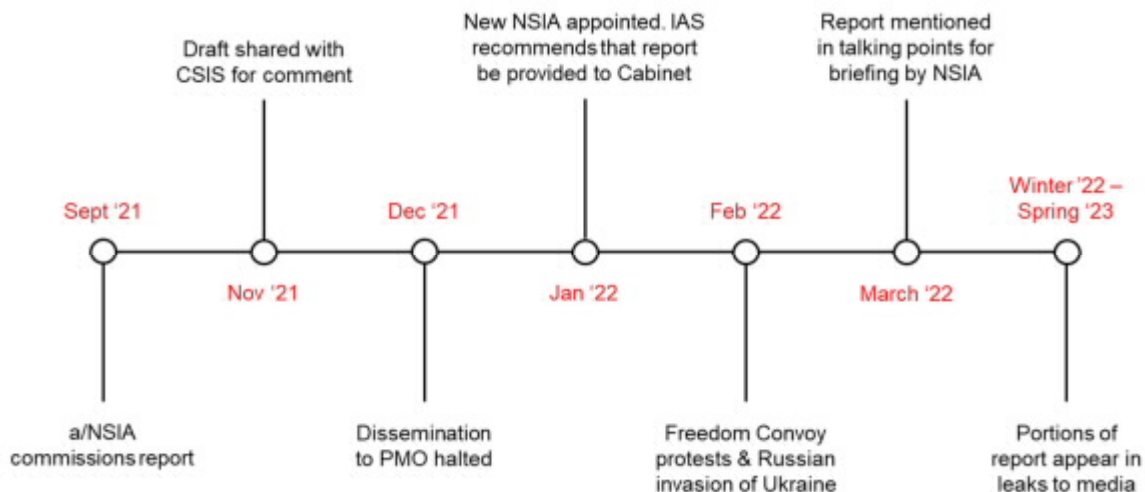 Draft shared with
CSIS for comment
New NSIA appointed. IAS
recommends that report
be provided to Cabinet
Report mentioned
in talking points for
briefing by NSIA
Sept ‘21
Dec ‘21
Feb ‘22
Winter ’22 –
Spring ‘23
Nov ‘21
Jan ‘22
March ‘22
a/NSIA
commissions report
Dissemination
to PMO halted
Freedom Convoy
protests & Russian
invasion of Ukraine
Portions of
report appear in
leaks to media